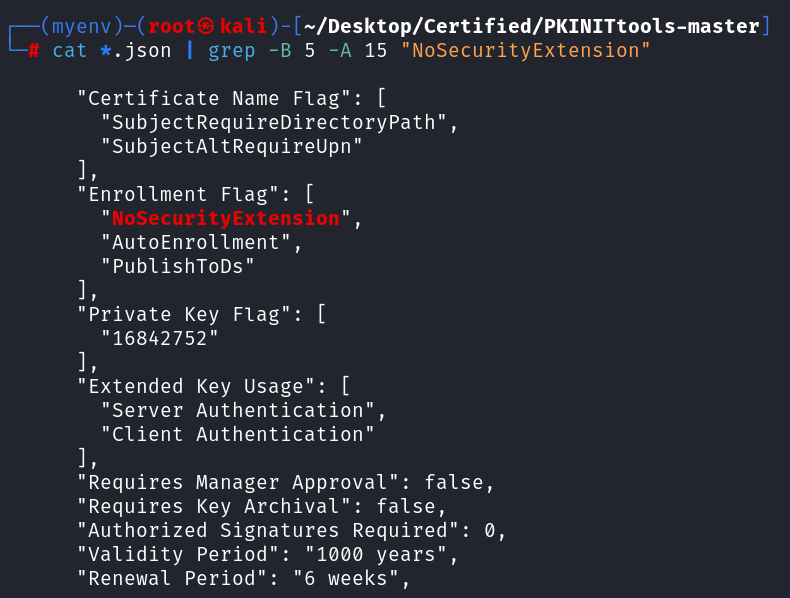 ┌──(myenv)─(root㉿kali)-[~/Desktop/Certified/PKINITtools-master]
└─# cat *.json | grep -B 5 -A 15 "NoSecurityExtension"
"Certificate Name Flag": [
"SubjectRequireDirectoryPath",
"SubjectAltRequireUpn"
],
"Enrollment Flag": [
"NoSecurityExtension",
"AutoEnrollment",
"PublishToDs"
],
"Private Key Flag": [
"16842752"
],
"Extended Key Usage": [
"Server Authentication",
"Client Authentication"
],
"Requires Manager Approval": false,
"Requires Key Archival": false,
"Authorized Signatures Required": 0,
"Validity Period": "1000 years",
"Renewal Period": "6 weeks",